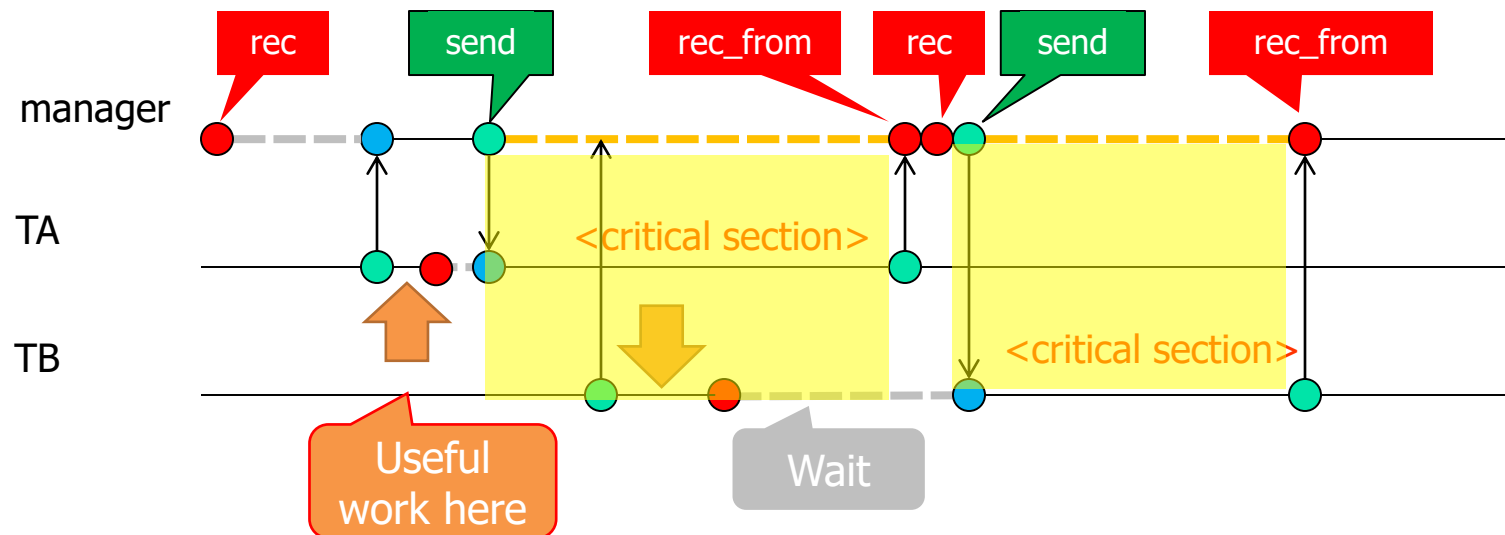 rec
send
rec_from
rec
send
rec_from
manager
TA
<critical section>
TB
<critical section>
Useful
work here
Wait